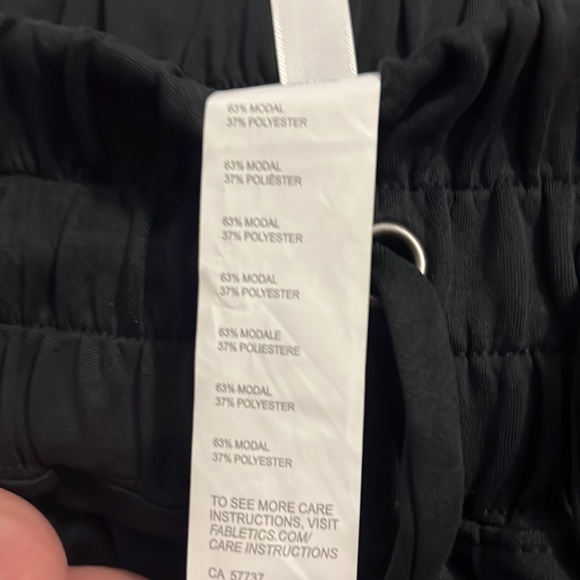 63% MODAL
37% POLYESTER
63% MODAL
37% POLIÉSTER
63% MODAL
37% POLYESTER
63% MODAL
37% POLYESTER
63% MODALE
37% POLIESTERE
63% MODAL
37% POLYESTER
63% MODAL
37% POLYESTER
TO SEE MORE CARE
INSTRUCTIONS, VISIT
FABLETICS.COM/
CARE INSTRUCTIONS
CA 57737